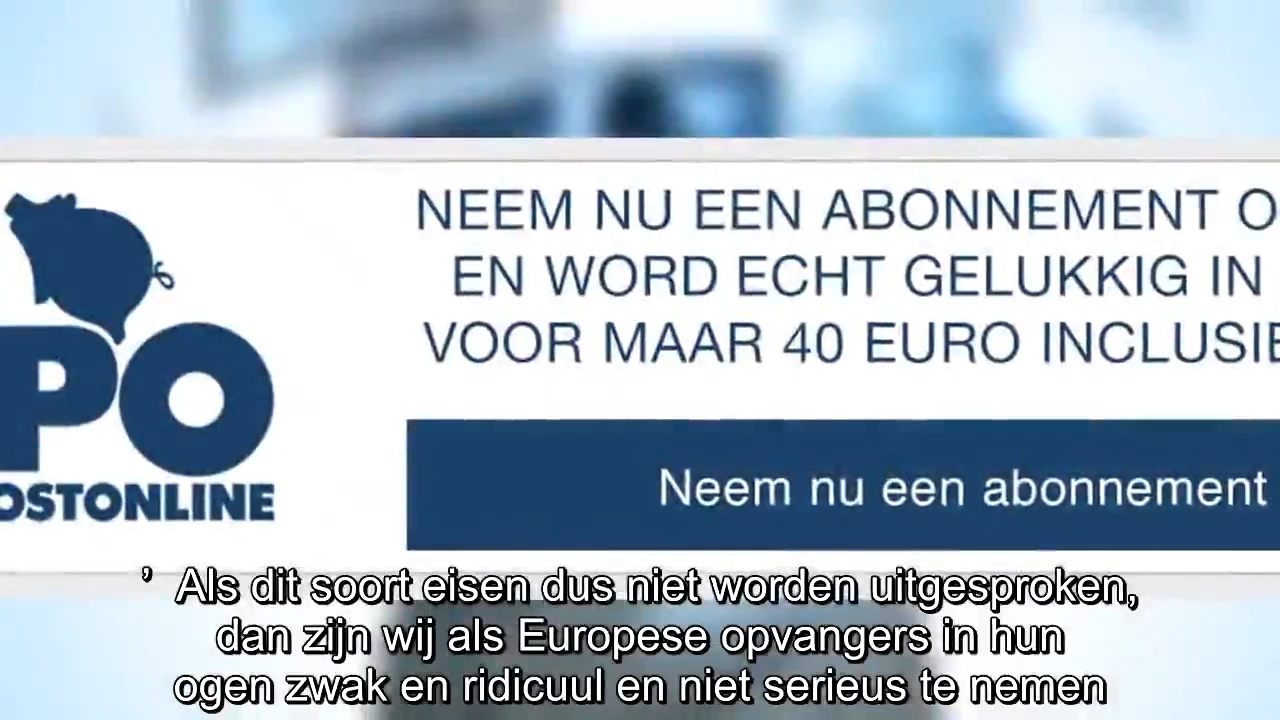 NEEM NU EEN ABONNEMENT O
EN WORD ECHT GELUKKIG IN
VOOR MAAR 40 EURO INCLUSIE
PO
OSTONLINE
Neem nu een abonnement
’ Als dit soort eisen dus niet worden uitgesproken,
dan zijn wij als Europese opvangers in hun
ogen zwak en ridicuul en niet serieus te nemen